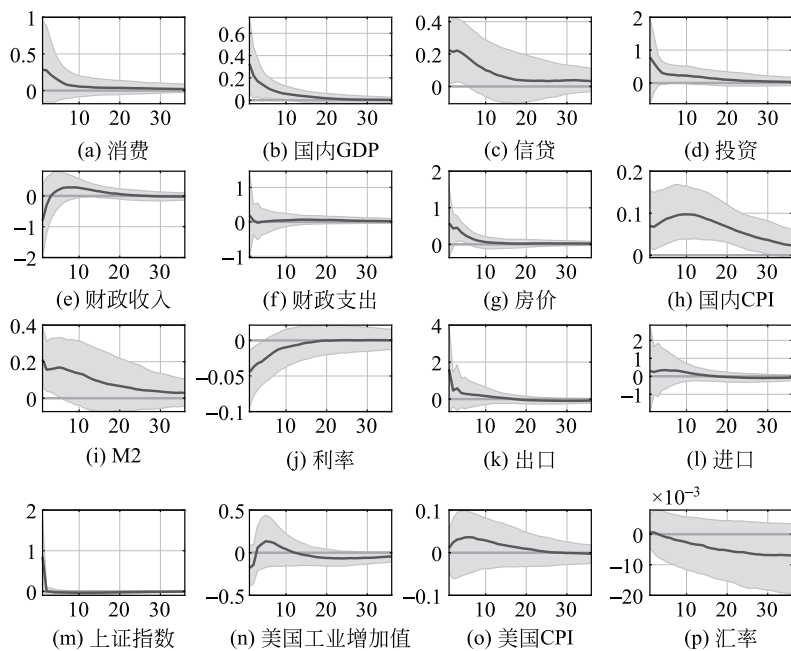 1
0.5
0
10 20 30
(a) 消费
0.6
0.4
0.2
0
10 20 30
(b) 国内GDP
0.4
0.2
0
10 20 30
(c) 信贷
2
1
0
10 20 30
(d) 投资
0
−1
−2
10 20 30
(e) 财政收入
1
0
−1
10 20 30
(f) 财政支出
2
1
0
10 20 30
(g) 房价
0.2
0.1
0
10 20 30
(h) 国内CPI
0.4
0.2
0
10 20 30
(i) M2
0
−0.05
−0.1
10 20 30
(j) 利率
4
2
0
10 20 30
(k) 出口
2
1
0
−1
10 20 30
(l) 进口
2
1
0
10 20 30
(m) 上证指数
0.5
0
−0.5
10 20 30
(n) 美国工业增加值
0.1
0
−0.1
10 20 30
(o) 美国CPI
×10⁻³
0
−10
−20
10 20 30
(p) 汇率